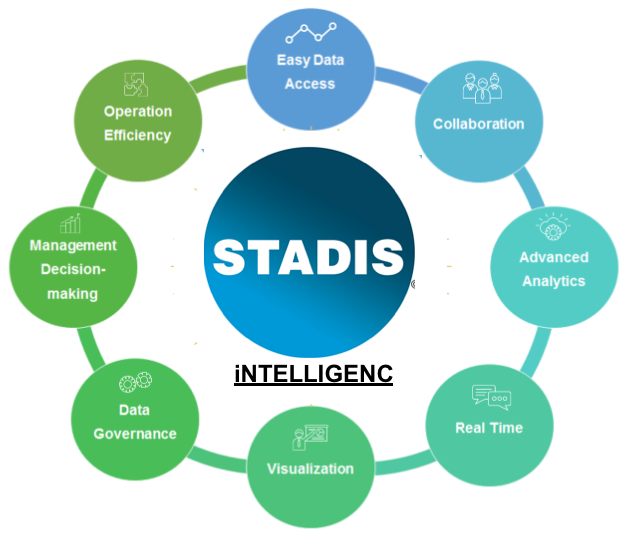 Easy Data
Access
Collaboration
Advanced
Analytics
Real Time
Visualization
Data
Governance
Management
Decision-
making
Operation
Efficiency
STADIS
iNTELLIGENC